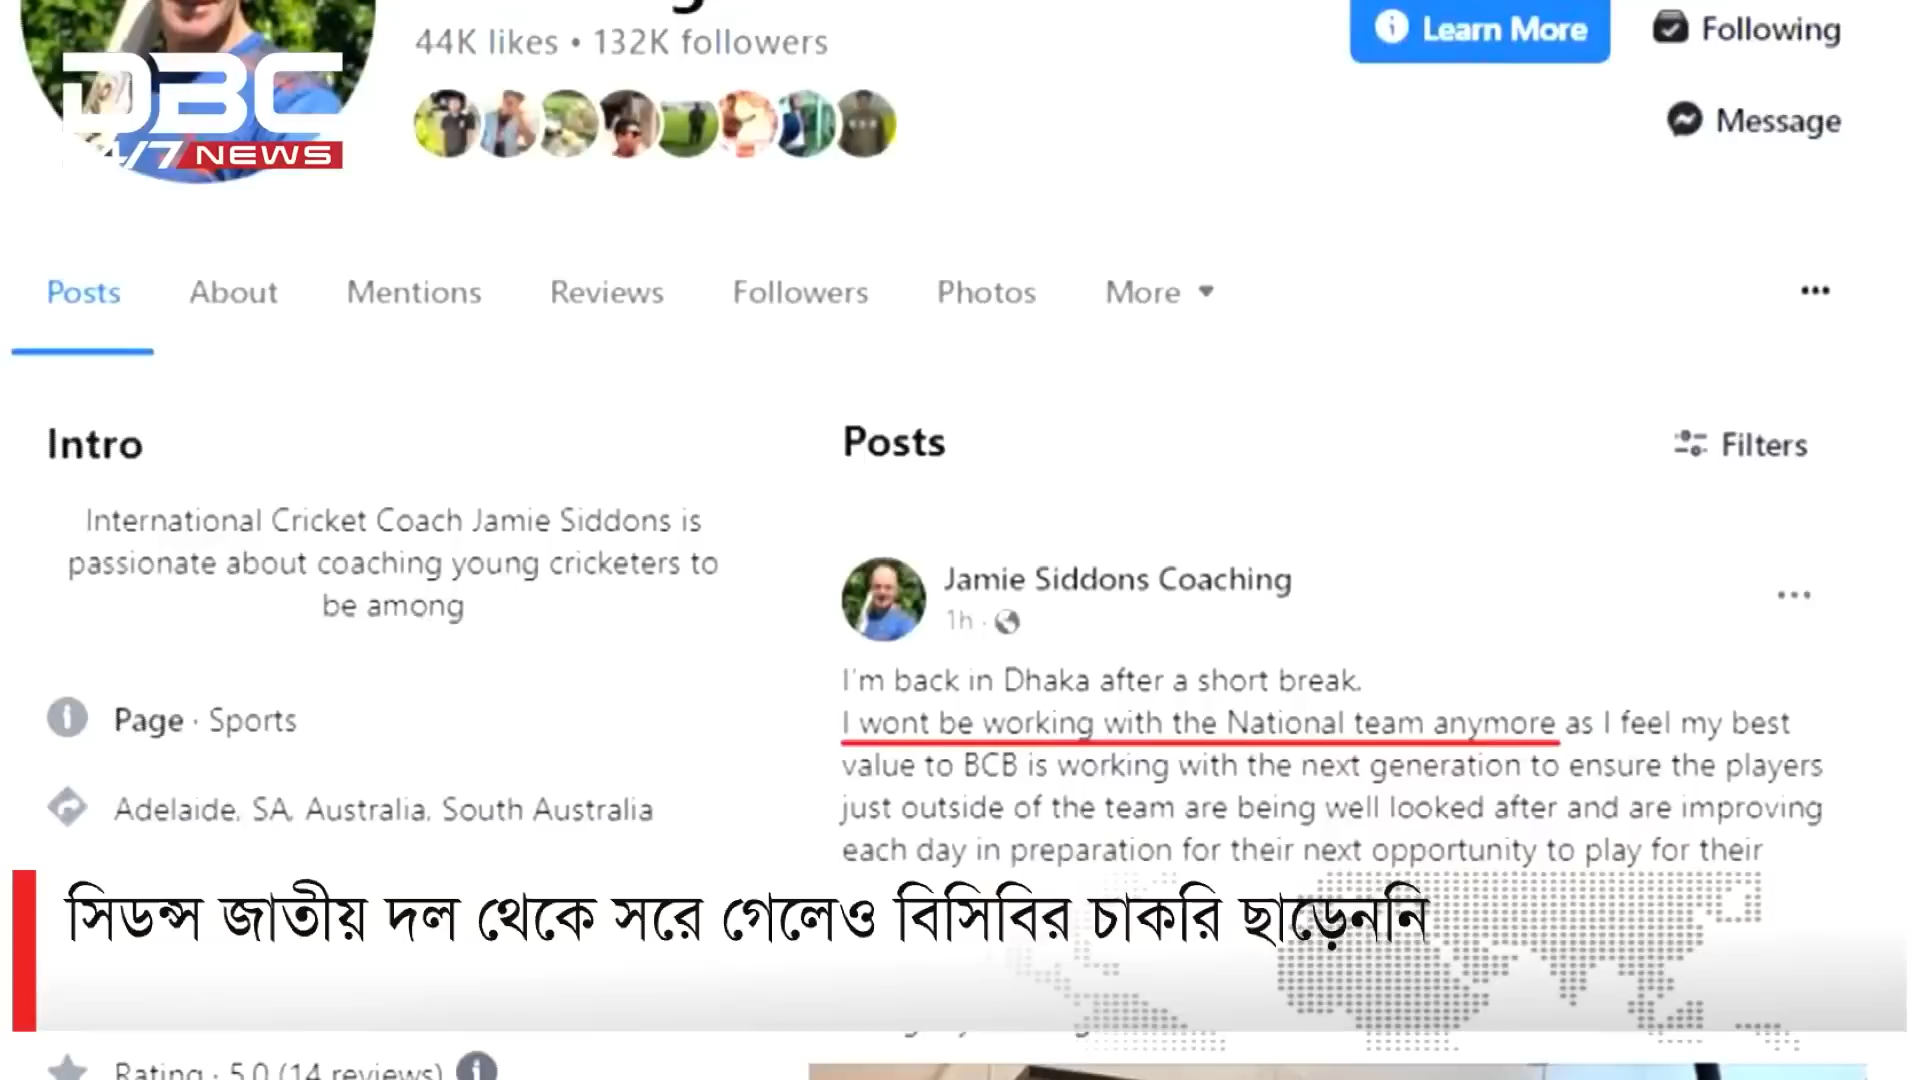 44K likes • 132K followers
Learn More
Following
Message
DBC
24/7 NEWS
Posts About Mentions Reviews Followers Photos More
Intro
International Cricket Coach Jamie Siddons is
passionate about coaching young cricketers to
be among
Page · Sports
Adelaide, SA, Australia, South Australia
Posts
Filters
Jamie Siddons Coaching
1h ·
I'm back in Dhaka after a short break.
I wont be working with the National team anymore as I feel my best
value to BCB is working with the next generation to ensure the players
just outside of the team are being well looked after and are improving
each day in preparation for their next opportunity to play for their
সিডন্স জাতীয় দল থেকে সরে গেলেও বিসিবির চাকরি ছাড়েননি
Rating · 5.0 (14 reviews)